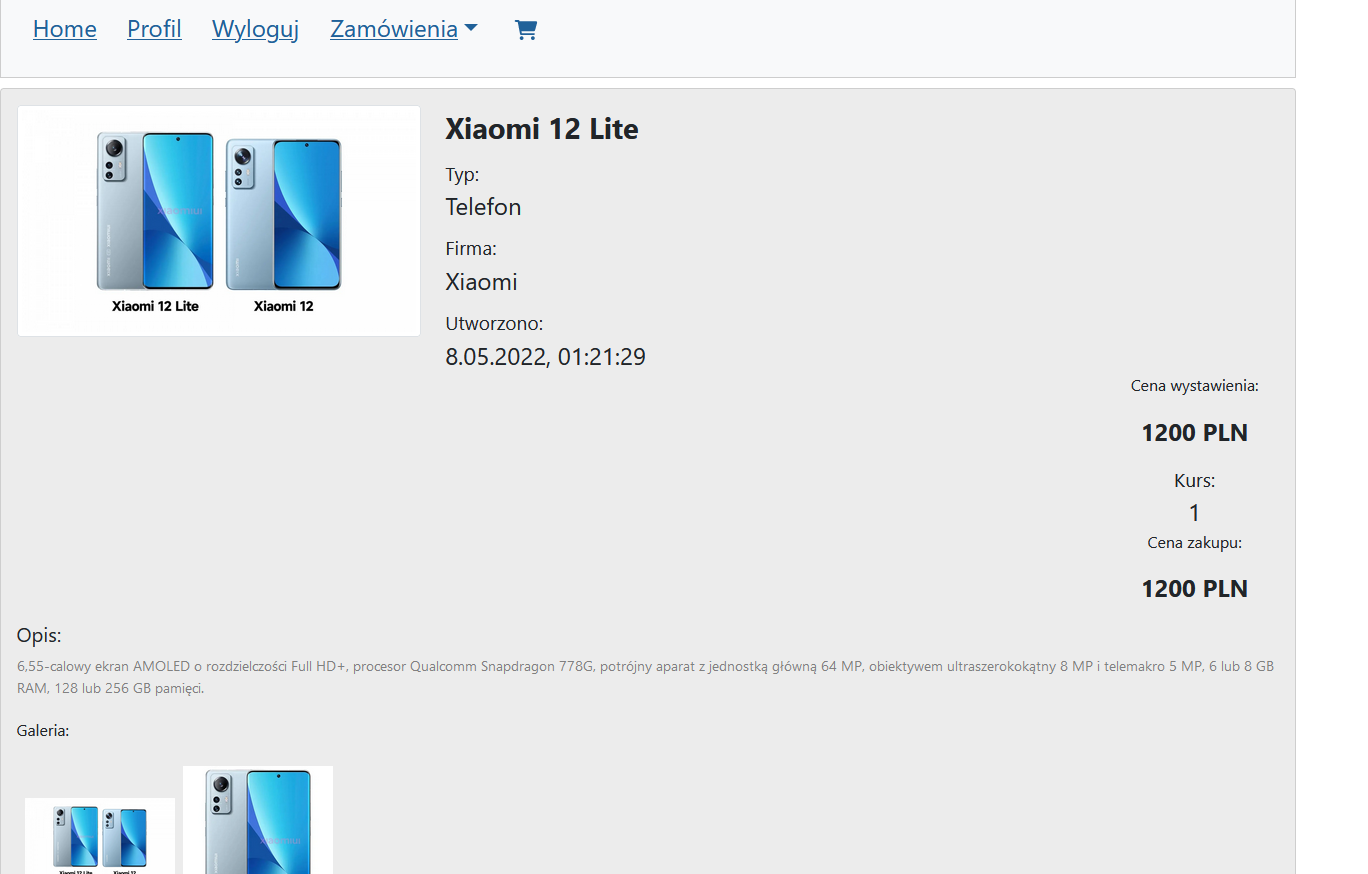 Home Profil Wyloguj Zamówienia
Xiaomi 12 Lite
Xiaomi 12 Lite Xiaomi 12
Typ:
Telefon
Firma:
Xiaomi
Utworzono:
8.05.2022, 01:21:29
Cena wystawienia:
1200 PLN
Kurs:
1
Cena zakupu:
1200 PLN
Opis:
6,55-calowy ekran AMOLED o rozdzielczości Full HD+, procesor Qualcomm Snapdragon 778G, potrójny aparat z jednostką główną 64 MP, obiektywem ultraszerokokątny 8 MP i telemakro 5 MP, 6 lub 8 GB
RAM, 128 lub 256 GB pamięci.
Galeria:
Xiaomi 12 Lite Xiaomi 12